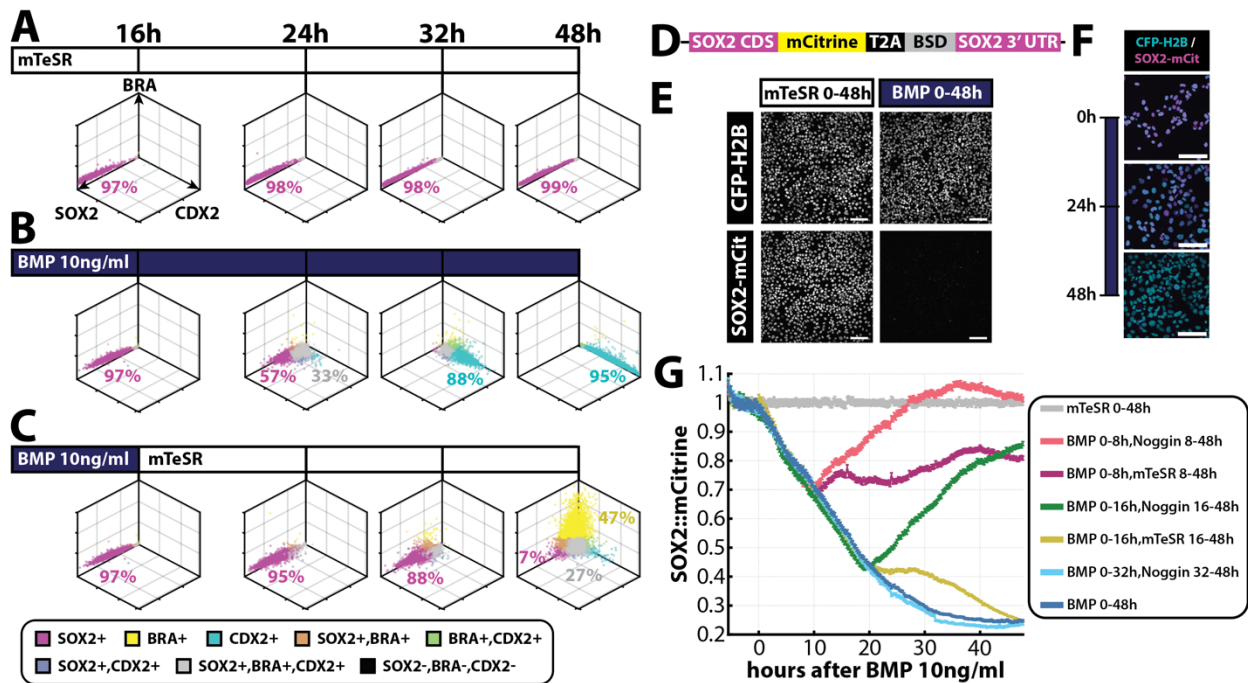 A
16h 24h 32h 48h
mTeSR
BRA
SOX2
CDX2
97%
98%
98%
99%
B
BMP 10ng/ml
97%
57%
33%
88%
95%
C
BMP 10ng/ml mTeSR
97%
95%
88%
47%
7%
27%
SOX2+ BRA+ CDX2+ SOX2+,BRA+ BRA+,CDX2+
SOX2+,CDX2+ SOX2+,BRA+,CDX2+ SOX2-,BRA-,CDX2-
D
SOX2 CDS mCitrine T2A BSD SOX2 3' UTR
E
mTeSR 0-48h BMP 0-48h
CFP-H2B
SOX2-mCit
F
CFP-H2B /
SOX2-mCit
0h
24h
48h
G
SOX2::mCitrine
1.1
1
0.9
0.8
0.7
0.6
0.5
0.4
0.3
0.2
0 10 20 30 40
hours after BMP 10ng/ml
mTeSR 0-48h
BMP 0-8h,Noggin 8-48h
BMP 0-8h,mTeSR 8-48h
BMP 0-16h,Noggin 16-48h
BMP 0-16h,mTeSR 16-48h
BMP 0-32h,Noggin 32-48h
BMP 0-48h